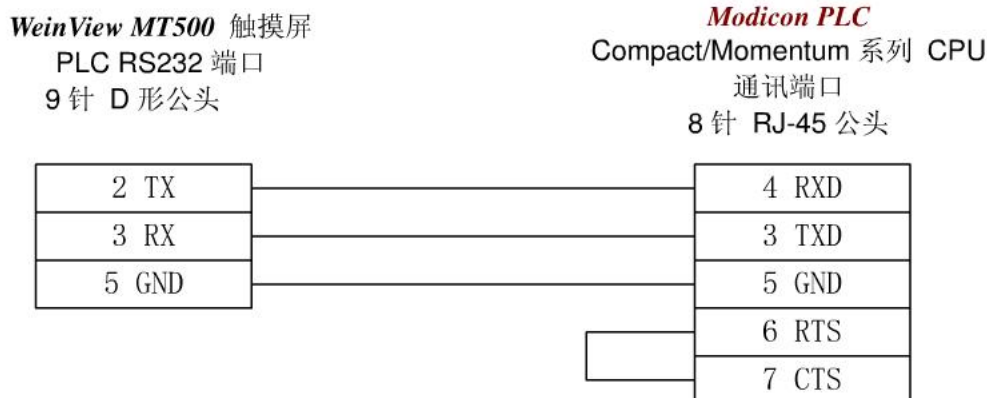 WeinView MT500 触摸屏
PLC RS232 端口
9 针 D 形公头
Modicon PLC
Compact/Momentum 系列 CPU
通讯端口
8 针 RJ-45 公头
2 TX
4 RXD
3 RX
3 TXD
5 GND
5 GND
6 RTS
7 CTS